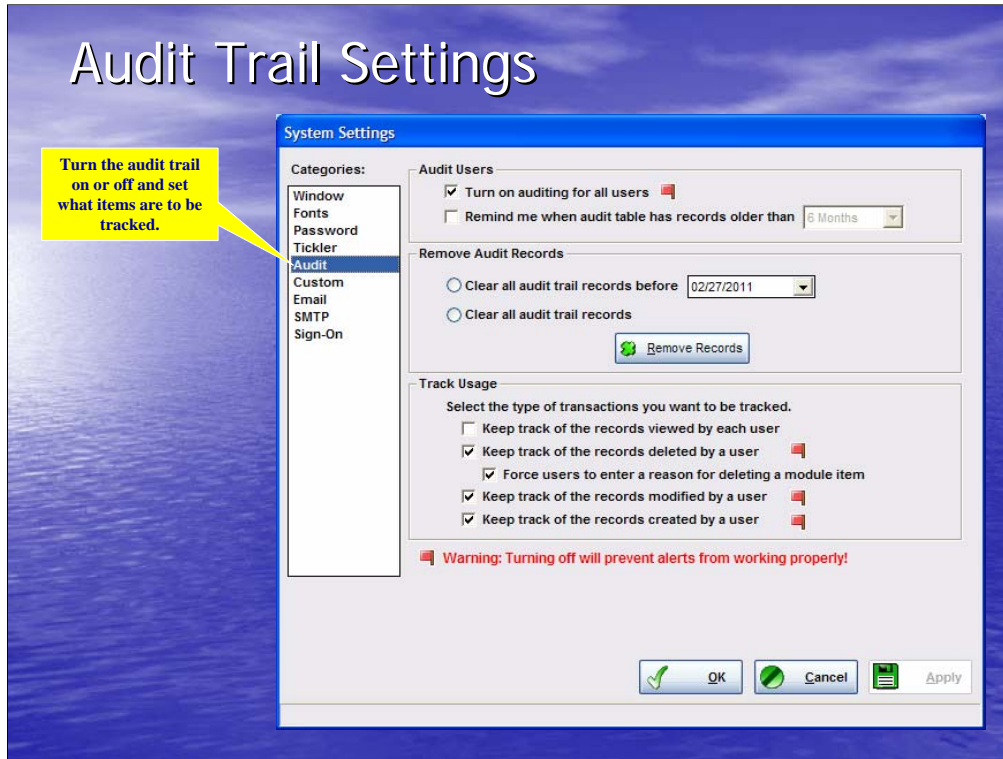 Audit Trail Settings
Turn the audit trail
on or off and set
what items are to be
tracked.
System Settings
Categories:
Window
Fonts
Password
Tickler
Audit
Custom
Email
SMTP
Sign-On
Audit Users
Turn on auditing for all users
Remind me when audit table has records older than 6 Months
Remove Audit Records
Clear all audit trail records before 02/27/2011
Clear all audit trail records
Remove Records
Track Usage
Select the type of transactions you want to be tracked.
Keep track of the records viewed by each user
Keep track of the records deleted by a user
Force users to enter a reason for deleting a module item
Keep track of the records modified by a user
Keep track of the records created by a user
Warning: Turning off will prevent alerts from working properly!
OK Cancel Apply